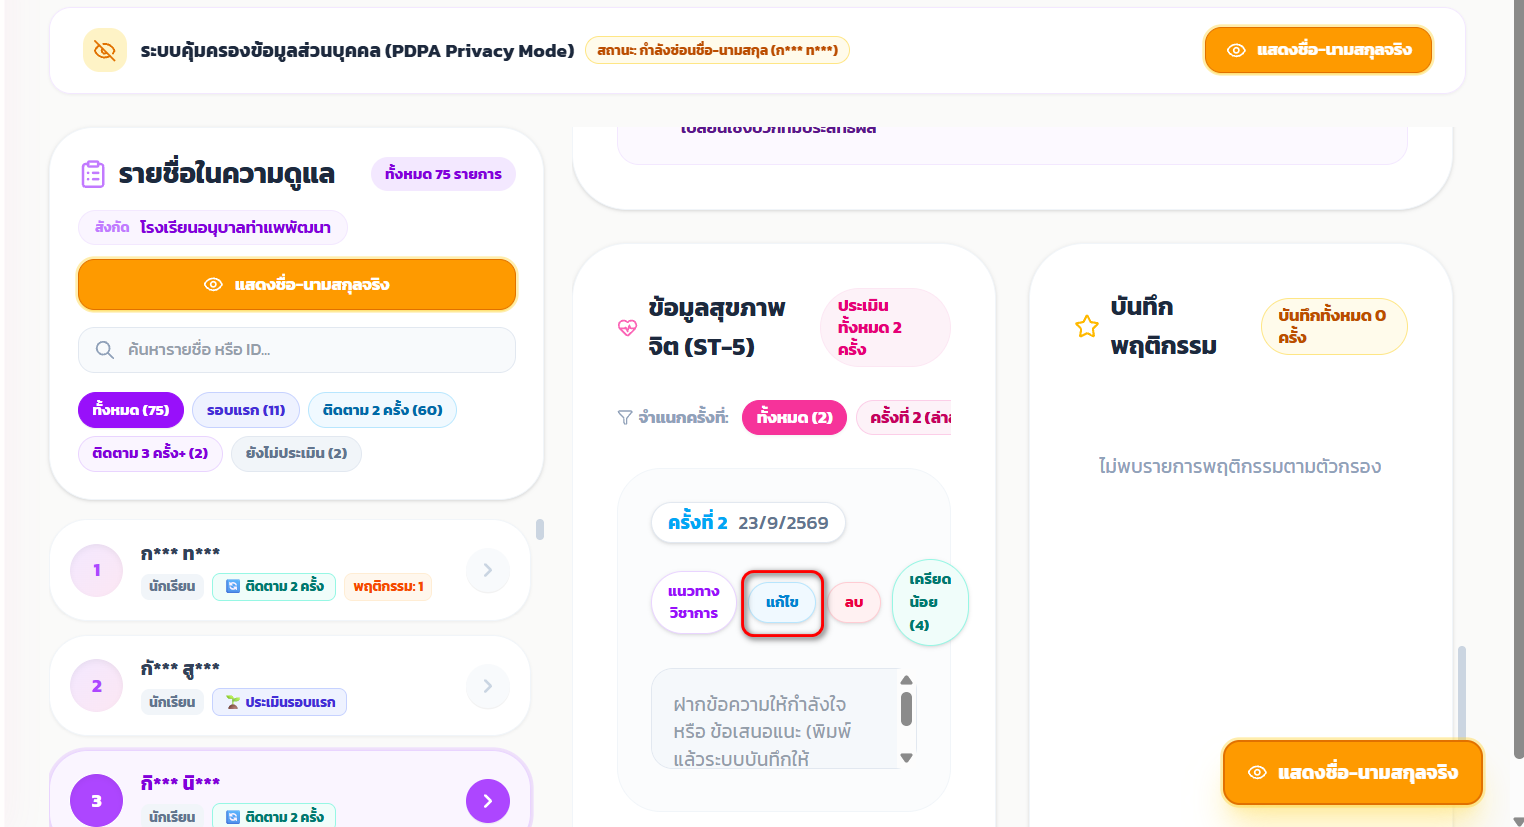 ระบบคุ้มครองข้อมูลส่วนบุคคล (PDPA Privacy Mode)
สถานะ: กำลังซ่อนชื่อ-นามสกุล (ก*** ท***)
แสดงชื่อ-นามสกุลจริง
รายชื่อในความดูแล
ทั้งหมด 75 รายการ
สังกัด โรงเรียนอนุบาลท่าแพพัฒนา
แสดงชื่อ-นามสกุลจริง
ค้นหารายชื่อ หรือ ID...
ทั้งหมด (75)
รอบแรก (11)
ติดตาม 2 ครั้ง (60)
ติดตาม 3 ครั้ง+ (2)
ยังไม่ประเมิน (2)
1
ก*** ท***
นักเรียน
ติดตาม 2 ครั้ง
พฤติกรรม: 1
2
กั*** สู***
นักเรียน
ประเมินรอบแรก
3
กิ*** นิ***
นักเรียน
ติดตาม 2 ครั้ง
ข้อมูลสุขภาพ
จิต (ST-5)
ประเมิน
ทั้งหมด 2
ครั้ง
จำแนกครั้งที่:
ทั้งหมด (2)
ครั้งที่ 2
ครั้งที่ 2 23/9/2569
แนวทาง
วิชาการ
แก้ไข
ลบ
เครียด
น้อย
(4)
ฝากข้อความให้กำลังใจ
หรือ ข้อเสนอแนะ (พิมพ์
แล้วระบบบันทึกให้
บันทึก
พฤติกรรม
บันทึกทั้งหมด 0
ครั้ง
ไม่พบรายการพฤติกรรมตามตัวกรอง
แสดงชื่อ-นามสกุลจริง